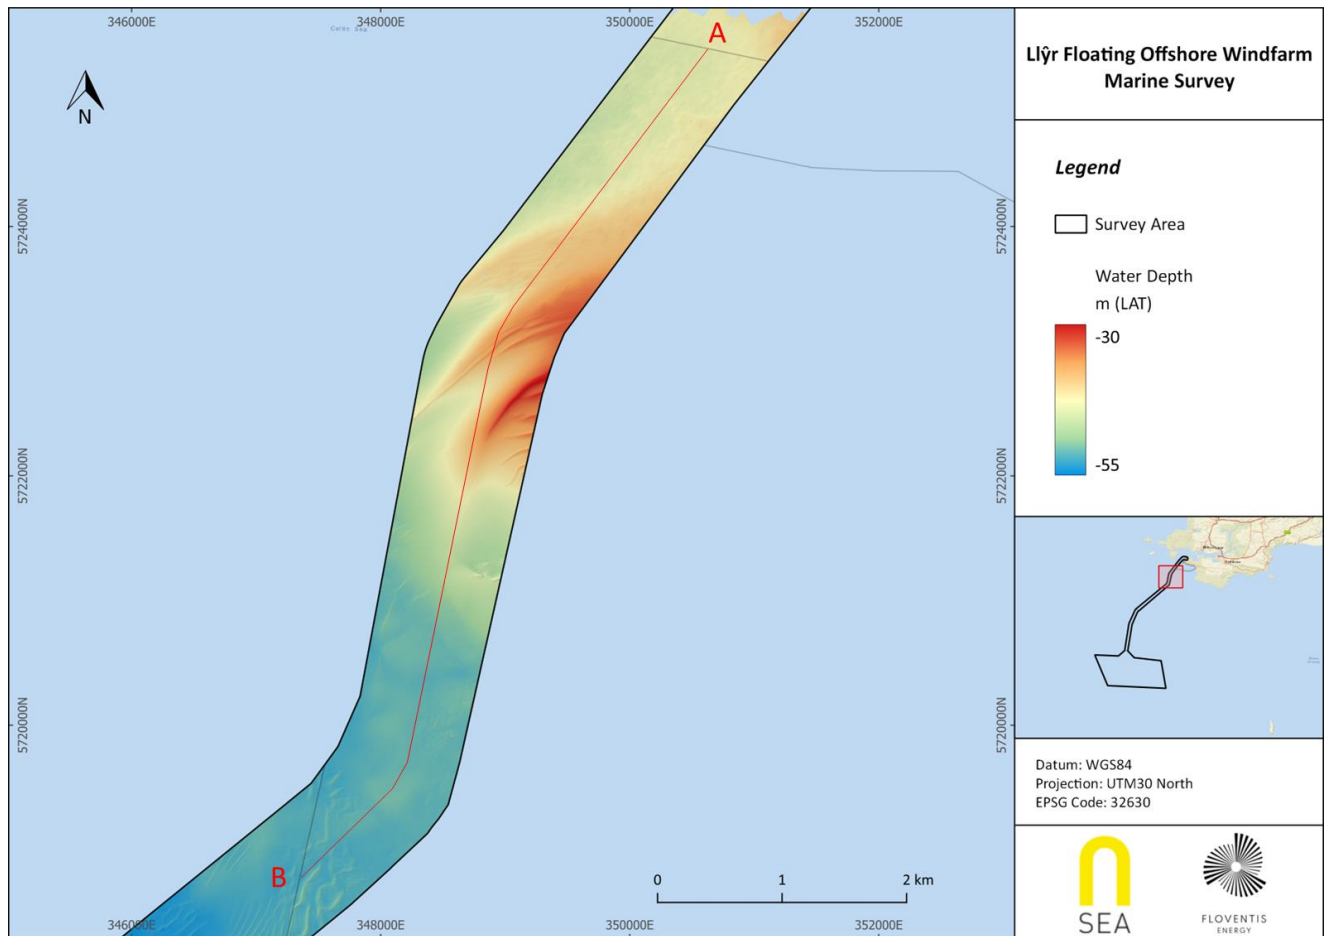 346000E
348000E
350000E
352000E
Celtic Sea
A
N
5724000N
5724000N
5722000N
5722000N
5720000N
5720000N
B
0
1
2 km
346000E
348000E
350000E
352000E
Llŷr Floating Offshore Windfarm
Marine Survey
Legend
Survey Area
Water Depth
m (LAT)
-30
-55
Datum: WGS84
Projection: UTM30 North
EPSG Code: 32630
SEA
FLOVENTIS
ENERGY